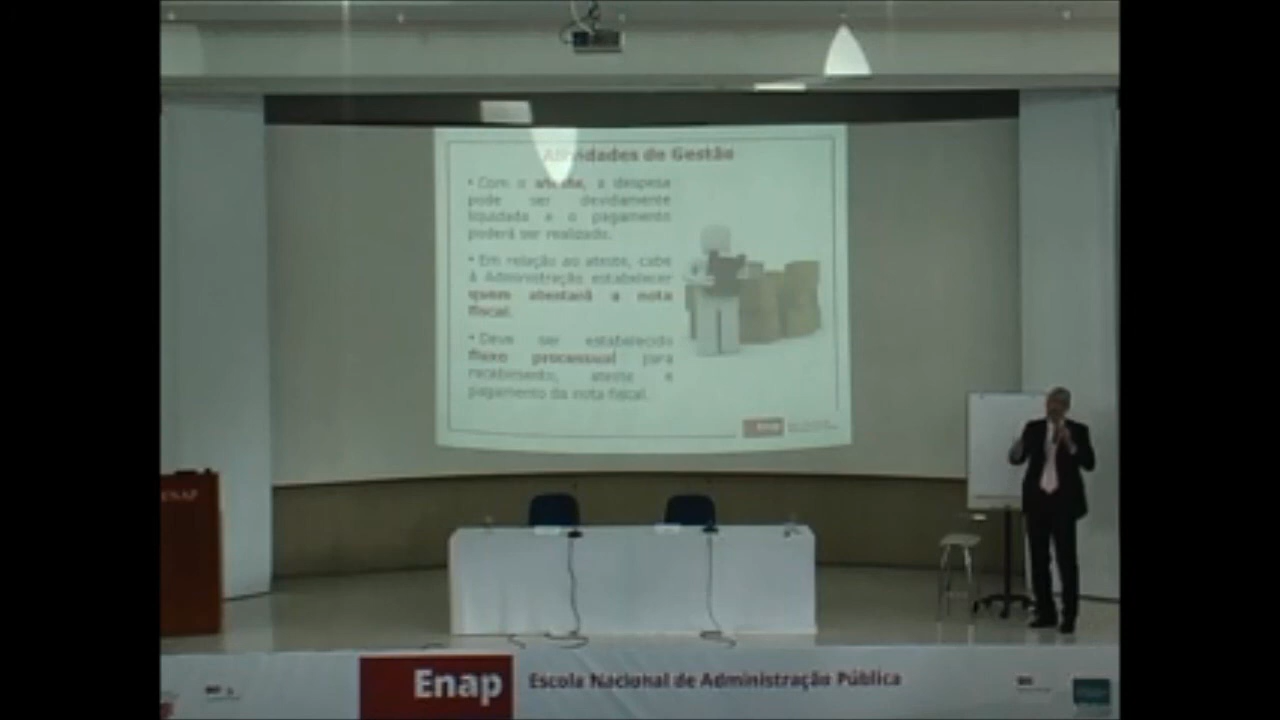 Atividades de Gestão
• Com o ateste, a despesa
pode ser devidamente
liquidada e o pagamento
poderá ser realizado.
• Em relação ao ateste, cabe
à Administração estabelecer
quem atestará a nota
fiscal.
• Deve ser estabelecido
fluxo processual para
recebimento, ateste e
pagamento da nota fiscal.
Enap
ENAP
Enap
Escola Nacional de Administração Pública